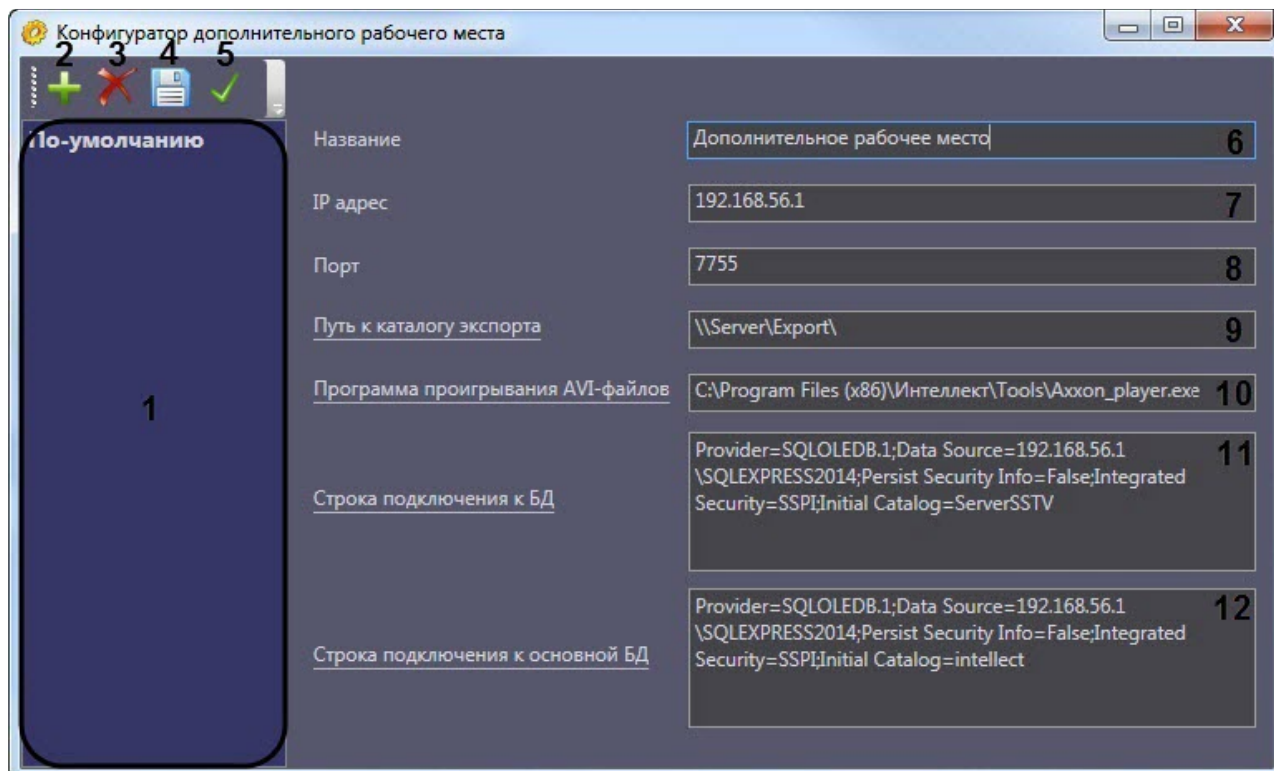 Конфигуратор дополнительного рабочего места
2 3 4 5
По-умолчанию
1
Название
Дополнительное рабочее место
6
IP адрес
192.168.56.1
7
Порт
7755
8
Путь к каталогу экспорта
\\Server\Export\
9
Программа проигрывания AVI-файлов
C:\Program Files (x86)\Интеллект\Tools\Axxon_player.exe
10
Строка подключения к БД
Provider=SQLOLEDB.1;Data Source=192.168.56.1
\SQLEXPRESS2014;Persist Security Info=False;Integrated
Security=SSPI;Initial Catalog=ServerSSTV
11
Строка подключения к основной БД
Provider=SQLOLEDB.1;Data Source=192.168.56.1
\SQLEXPRESS2014;Persist Security Info=False;Integrated
Security=SSPI;Initial Catalog=intellect
12